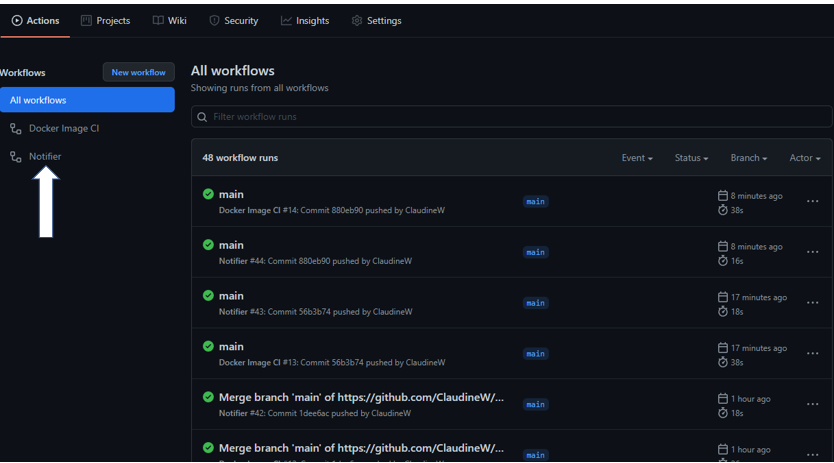 Actions Projects Wiki Security Insights Settings
Workflows New workflow
All workflows
Docker Image CI
Notifier
All workflows
Showing runs from all workflows
Filter workflow runs
48 workflow runs Event Status Branch Actor
main
Docker Image CI #14: Commit 880eb90 pushed by ClaudineW
main
8 minutes ago
38s
main
Notifier #44: Commit 880eb90 pushed by ClaudineW
main
8 minutes ago
16s
main
Notifier #43: Commit 56b3b74 pushed by ClaudineW
main
17 minutes ago
18s
main
Docker Image CI #13: Commit 56b3b74 pushed by ClaudineW
main
17 minutes ago
38s
Merge branch 'main' of https://github.com/ClaudineW/...
Notifier #42: Commit 1dee6ac pushed by ClaudineW
main
1 hour ago
18s
Merge branch 'main' of https://github.com/ClaudineW/...
main
1 hour ago